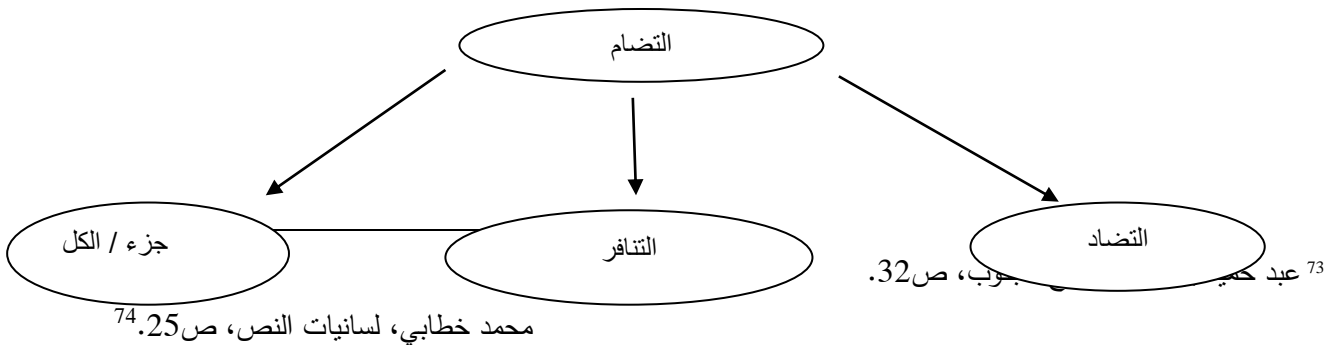 التضام
التضاد
التنافر
جزء / الكل
73 عبد ص32.
محمد خطابي، لسانيات النص، ص25.74